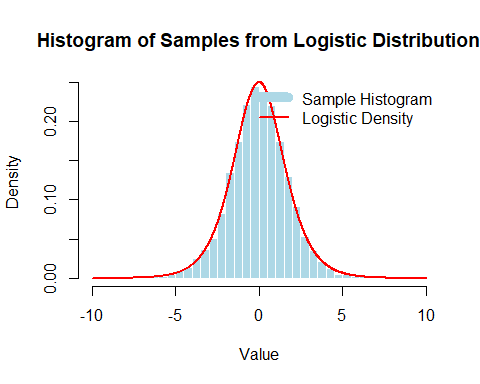 Histogram of Samples from Logistic Distribution
Sample Histogram
Logistic Density
Density
0.20
0.10
0.00
-10
-5
0
5
10
Value